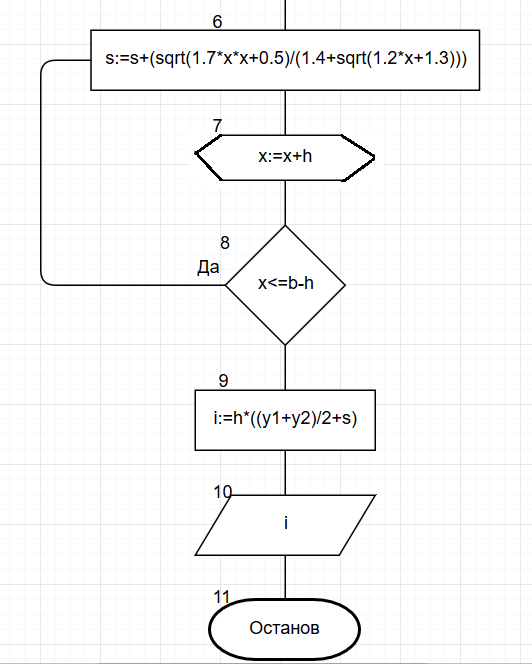 6
s:=s+(sqrt(1.7*x*x+0.5)/(1.4+sqrt(1.2*x+1.3)))
7
x:=x+h
8
Да
x<=b-h
9
i:=h*((y1+y2)/2+s)
10
i
11
Останов